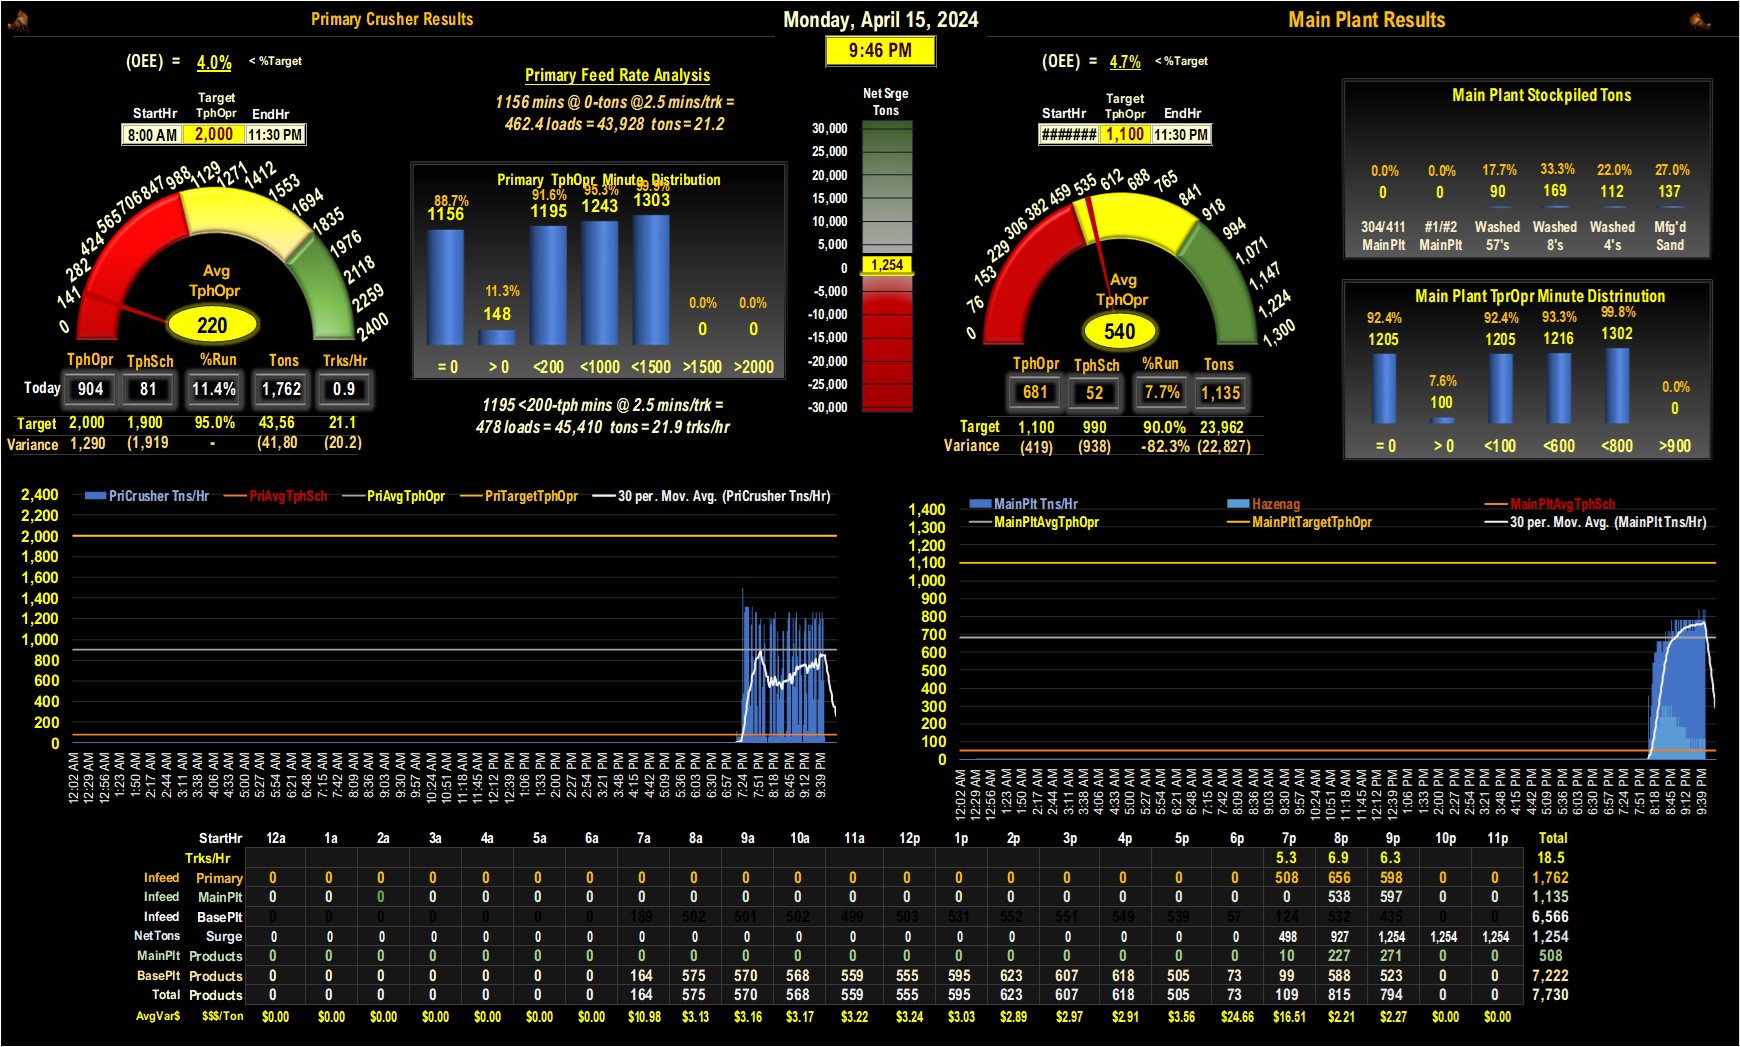 Primary Crusher Results
Monday, April 15, 2024
Main Plant Results
9:46 PM
(OEE) = 4.0% < %Target
StartHr Target TphOpr EndHr
8:00 AM 2,000 11:30 PM
0 141 282 424 565 706 847 988 1129 1271 1412 1553 1694 1835 1976 2118 2259 2400
Avg
TphOpr
220
TphOpr TphSch %Run Tons Trks/Hr
Today 904 81 11.4% 1,762 0.9
Target 2,000 1,900 95.0% 43,56 21.1
Variance 1,290 (1,919 - (41,80 (20.2)
Primary Feed Rate Analysis
1156 mins @ 0-tons @2.5 mins/trk =
462.4 loads = 43,928 tons = 21.2
Primary TphOpr Minute Distribution
88.7% 11.3% 91.6% 95.3% 99.9% 0.0% 0.0%
1156 148 1195 1243 1303 0 0
= 0 > 0 <200 <1000 <1500 >1500 >2000
1195 <200-tph mins @ 2.5 mins/trk =
478 loads = 45,410 tons = 21.9 trks/hr
Net Srge
Tons
30,000
25,000
20,000
15,000
10,000
5,000
0
1,254
-5,000
-10,000
-15,000
-20,000
-25,000
-30,000
(OEE) = 4.7% < %Target
StartHr Target TphOpr EndHr
####### 1,100 11:30 PM
0 76 153 229 306 382 459 535 612 688 765 841 918 994 1,071 1,147 1,224 1,300
Avg
TphOpr
540
TphOpr TphSch %Run Tons
681 52 7.7% 1,135
Target 1,100 990 90.0% 23,962
Variance (419) (938) -82.3% (22,827)
Main Plant Stockpiled Tons
0.0% 0.0% 17.7% 33.3% 22.0% 27.0%
0 0 90 169 112 137
304/411 #1/#2 Washed Washed Washed Mfg'd
MainPlt MainPlt 57's 8's 4's Sand
Main Plant TprOpr Minute Distrinution
92.4% 7.6% 92.4% 93.3% 99.8% 0.0%
1205 100 1205 1216 1302 0
= 0 > 0 <100 <600 <800 >900
PriCrusher Tns/Hr PriAvgTphSch PriAvgTphOpr PriTargetTphOpr 30 per. Mov. Avg. (PriCrusher Tns/Hr)
2,400
2,200
2,000
1,800
1,600
1,400
1,200
1,000
800
600
400
200
0
12:02 AM 12:29 AM 12:56 AM 1:23 AM 1:50 AM 2:17 AM 2:44 AM 3:11 AM 3:38 AM 4:06 AM 4:33 AM 5:00 AM 5:27 AM 5:54 AM 6:21 AM 6:48 AM 7:15 AM 7:42 AM 8:09 AM 8:36 AM 9:03 AM 9:30 AM 9:57 AM 10:24 AM 10:51 AM 11:18 AM 11:45 AM 12:12 PM 12:39 PM 1:06 PM 1:33 PM 2:00 PM 2:27 PM 2:54 PM 3:21 PM 3:48 PM 4:15 PM 4:42 PM 5:09 PM 5:36 PM 6:03 PM 6:30 PM 6:57 PM 7:24 PM 7:51 PM 8:18 PM 8:45 PM 9:12 PM 9:39 PM
MainPlt Tns/Hr Hazenag MainPltAvgTphSch
MainPltAvgTphOpr MainPltTargetTphOpr 30 per. Mov. Avg. (MainPlt Tns/Hr)
1,400
1,300
1,200
1,100
1,000
900
800
700
600
500
400
300
200
100
0
12:02 AM 12:29 AM 12:56 AM 1:23 AM 1:50 AM 2:17 AM 2:44 AM 3:11 AM 3:38 AM 4:06 AM 4:33 AM 5:00 AM 5:27 AM 5:54 AM 6:21 AM 6:48 AM 7:15 AM 7:42 AM 8:09 AM 8:36 AM 9:03 AM 9:30 AM 9:57 AM 10:24 AM 10:51 AM 11:18 AM 11:45 AM 12:12 PM 12:39 PM 1:06 PM 1:33 PM 2:00 PM 2:27 PM 2:54 PM 3:21 PM 3:48 PM 4:15 PM 4:42 PM 5:09 PM 5:36 PM 6:03 PM 6:30 PM 6:57 PM 7:24 PM 7:51 PM 8:18 PM 8:45 PM 9:12 PM 9:39 PM
StartHr 12a 1a 2a 3a 4a 5a 6a 7a 8a 9a 10a 11a 12p 1p 2p 3p 4p 5p 6p 7p 8p 9p 10p 11p Total
Trks/Hr 5.3 6.9 6.3 18.5
Infeed Primary 0 0 0 0 0 0 0 0 0 0 0 0 0 0 0 0 0 0 0 508 656 598 0 0 1,762
Infeed MainPlt 0 0 0 0 0 0 0 0 0 0 0 0 0 0 0 0 0 0 0 0 538 597 0 0 1,135
Infeed BasePlt 0 0 0 0 0 0 0 189 502 501 502 499 503 531 552 551 549 539 57 124 532 435 0 0 6,566
NetTons Surge 0 0 0 0 0 0 0 0 0 0 0 0 0 0 0 0 0 0 0 498 927 1,254 1,254 1,254 1,254
MainPlt Products 0 0 0 0 0 0 0 0 0 0 0 0 0 0 0 0 0 0 0 10 227 271 0 0 508
BasePlt Products 0 0 0 0 0 0 0 164 575 570 568 559 555 595 623 607 618 505 73 99 588 523 0 0 7,222
Total Products 0 0 0 0 0 0 0 164 575 570 568 559 555 595 623 607 618 505 73 109 815 794 0 0 7,730
AvgVar$ $$$/Ton $0.00 $0.00 $0.00 $0.00 $0.00 $0.00 $0.00 $10.98 $3.13 $3.16 $3.17 $3.22 $3.24 $3.03 $2.89 $2.97 $2.91 $3.56 $24.66 $16.51 $2.21 $2.27 $0.00 $0.00